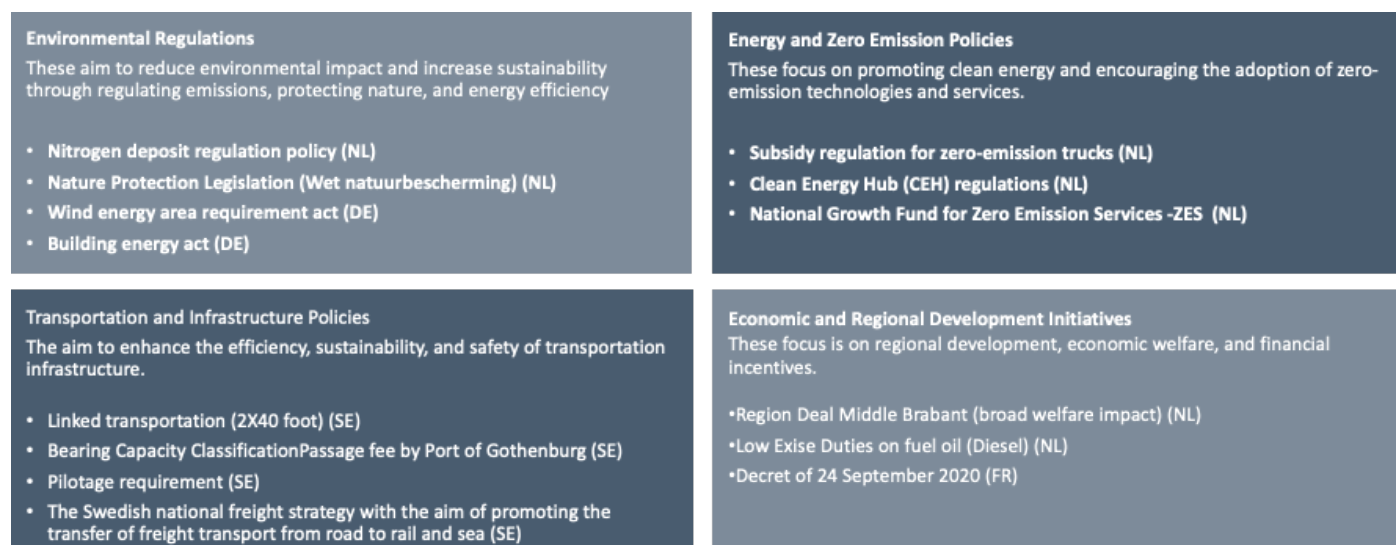 Environmental Regulations
These aim to reduce environmental impact and increase sustainability
through regulating emissions, protecting nature, and energy efficiency
• Nitrogen deposit regulation policy (NL)
• Nature Protection Legislation (Wet natuurbescherming) (NL)
• Wind energy area requirement act (DE)
• Building energy act (DE)
Energy and Zero Emission Policies
These focus on promoting clean energy and encouraging the adoption of zero-
emission technologies and services.
• Subsidy regulation for zero-emission trucks (NL)
• Clean Energy Hub (CEH) regulations (NL)
• National Growth Fund for Zero Emission Services -ZES (NL)
Transportation and Infrastructure Policies
The aim to enhance the efficiency, sustainability, and safety of transportation
infrastructure.
• Linked transportation (2X40 foot) (SE)
• Bearing Capacity ClassificationPassage fee by Port of Gothenburg (SE)
• Pilotage requirement (SE)
• The Swedish national freight strategy with the aim of promoting the
transfer of freight transport from road to rail and sea (SE)
Economic and Regional Development Initiatives
These focus is on regional development, economic welfare, and financial
incentives.
•Region Deal Middle Brabant (broad welfare impact) (NL)
•Low Exise Duties on fuel oil (Diesel) (NL)
•Decret of 24 September 2020 (FR)